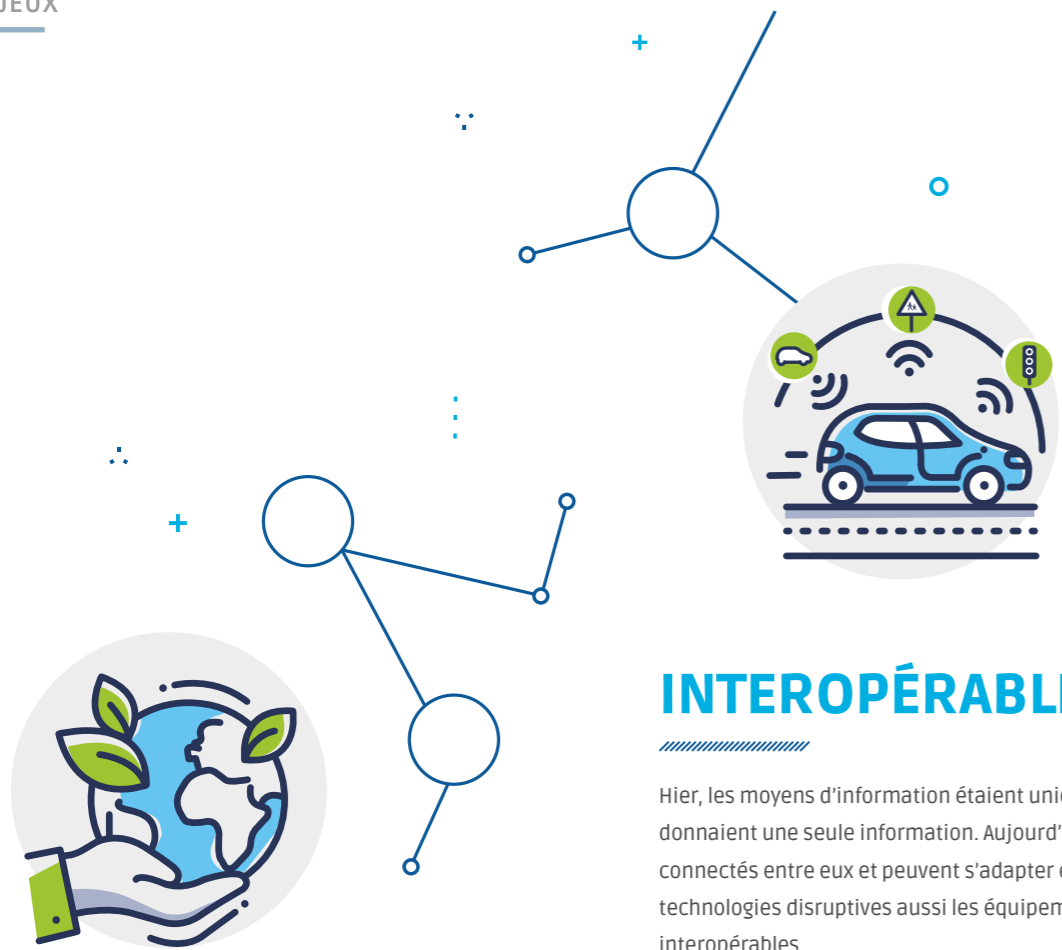 JEUX
INTEROPÉRABL
Hier, les moyens d'information étaient
donnaient une seule information. Aujourd'
connectés entre eux et peuvent s'adapter
technologies disruptives aussi les
interopérables